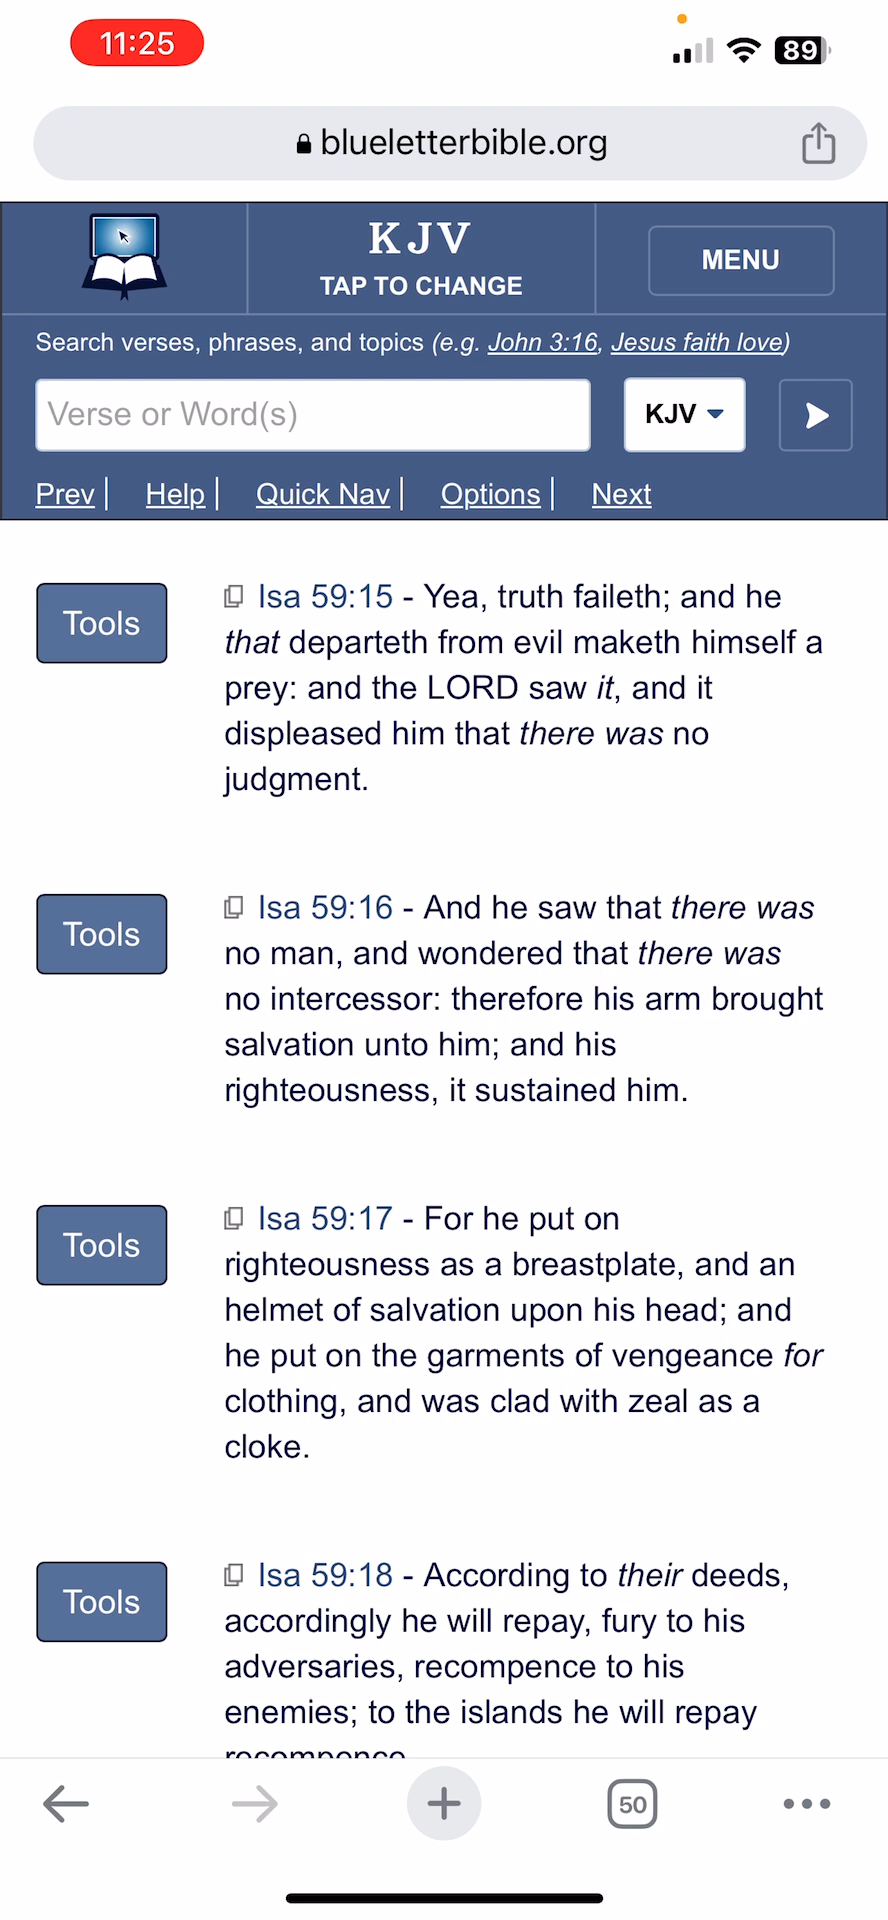 11:25
89
blueletterbible.org
KJV
TAP TO CHANGE
MENU
Search verses, phrases, and topics (e.g. John 3:16, Jesus faith love)
Verse or Word(s)
KJV
Prev | Help | Quick Nav | Options | Next
Tools
Isa 59:15 - Yea, truth faileth; and he
that departeth from evil maketh himself a
prey: and the LORD saw it, and it
displeased him that there was no
judgment.
Tools
Isa 59:16 - And he saw that there was
no man, and wondered that there was
no intercessor: therefore his arm brought
salvation unto him; and his
righteousness, it sustained him.
Tools
Isa 59:17 - For he put on
righteousness as a breastplate, and an
helmet of salvation upon his head; and
he put on the garments of vengeance for
clothing, and was clad with zeal as a
cloke.
Tools
Isa 59:18 - According to their deeds,
accordingly he will repay, fury to his
adversaries, recompence to his
enemies; to the islands he will repay
recompence
50